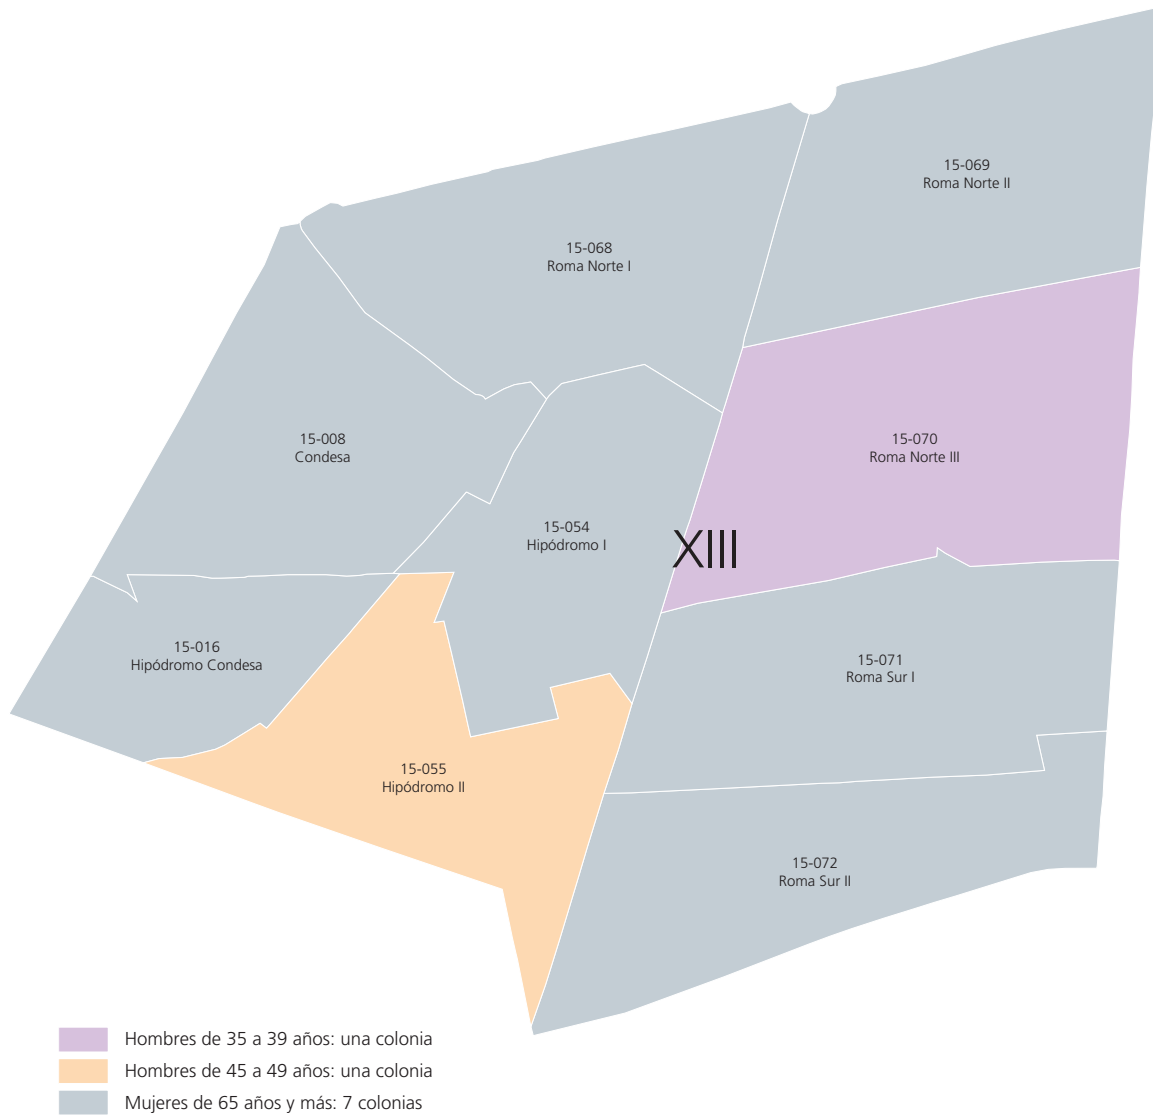 15-069
Roma Norte II
15-068
Roma Norte I
15-070
Roma Norte III
15-008
Condesa
15-054
Hipódromo I
XIII
15-016
Hipódromo Condesa
15-071
Roma Sur I
15-055
Hipódromo II
15-072
Roma Sur II
Hombres de 35 a 39 años: una colonia
Hombres de 45 a 49 años: una colonia
Mujeres de 65 años y más: 7 colonias